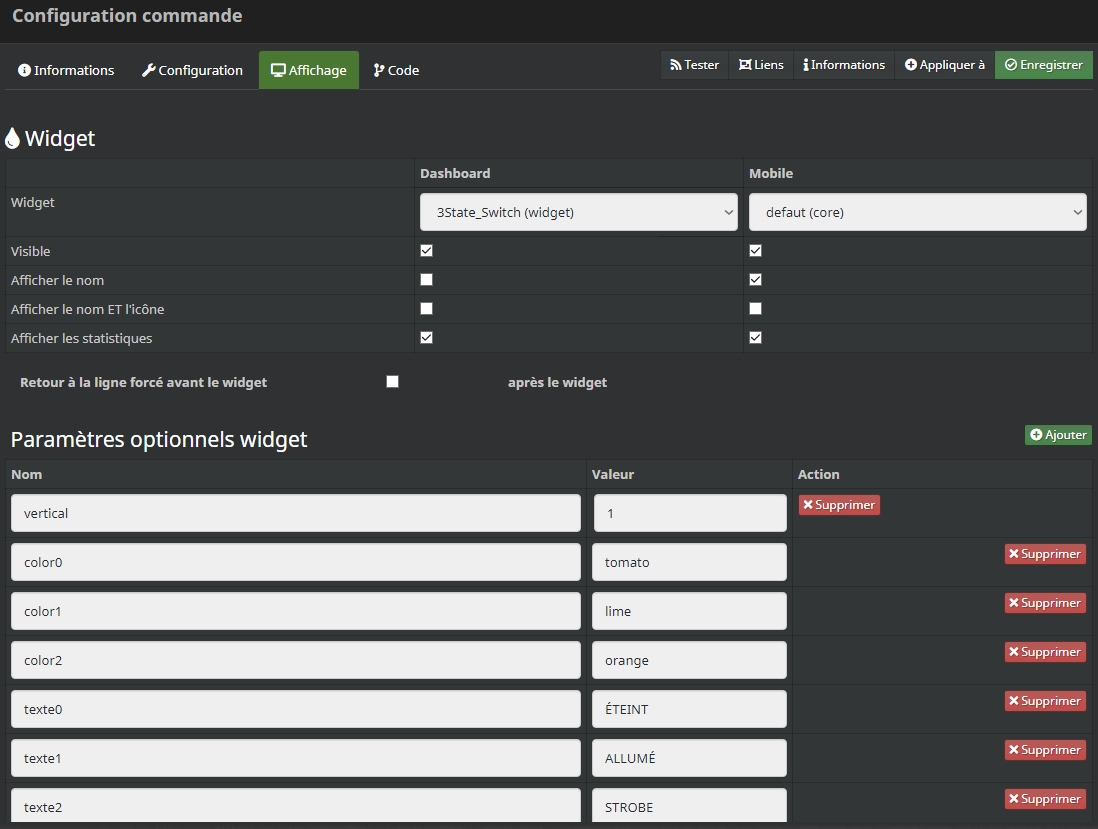 Configuration commande
Informations Configuration Affichage Code Tester Liens Informations Appliquer à Enregistrer
Widget
Dashboard Mobile
Widget 3State_Switch (widget) defaut (core)
Visible
Afficher le nom
Afficher le nom ET l'icône
Afficher les statistiques
Retour à la ligne forcé avant le widget après le widget
Paramètres optionnels widget Ajouter
Nom Valeur Action
vertical 1 Supprimer
color0 tomato Supprimer
color1 lime Supprimer
color2 orange Supprimer
texte0 ÉTEINT Supprimer
texte1 ALLUMÉ Supprimer
texte2 STROBE Supprimer